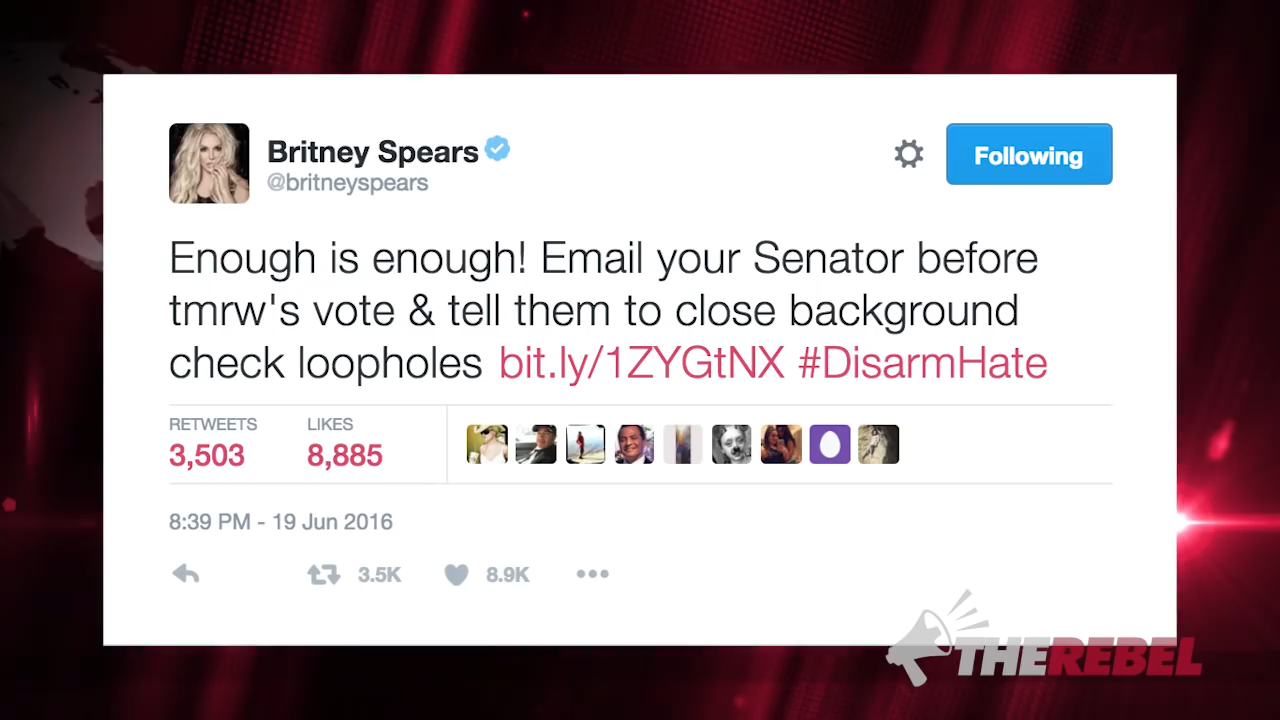 Britney Spears
@britneyspears
Following
Enough is enough! Email your Senator before
tmrw's vote & tell them to close background
check loopholes bit.ly/1ZYGtNX #DisarmHate
RETWEETS LIKES
3,503 8,885
8:39 PM - 19 Jun 2016
3.5K 8.9K
THEREBEL